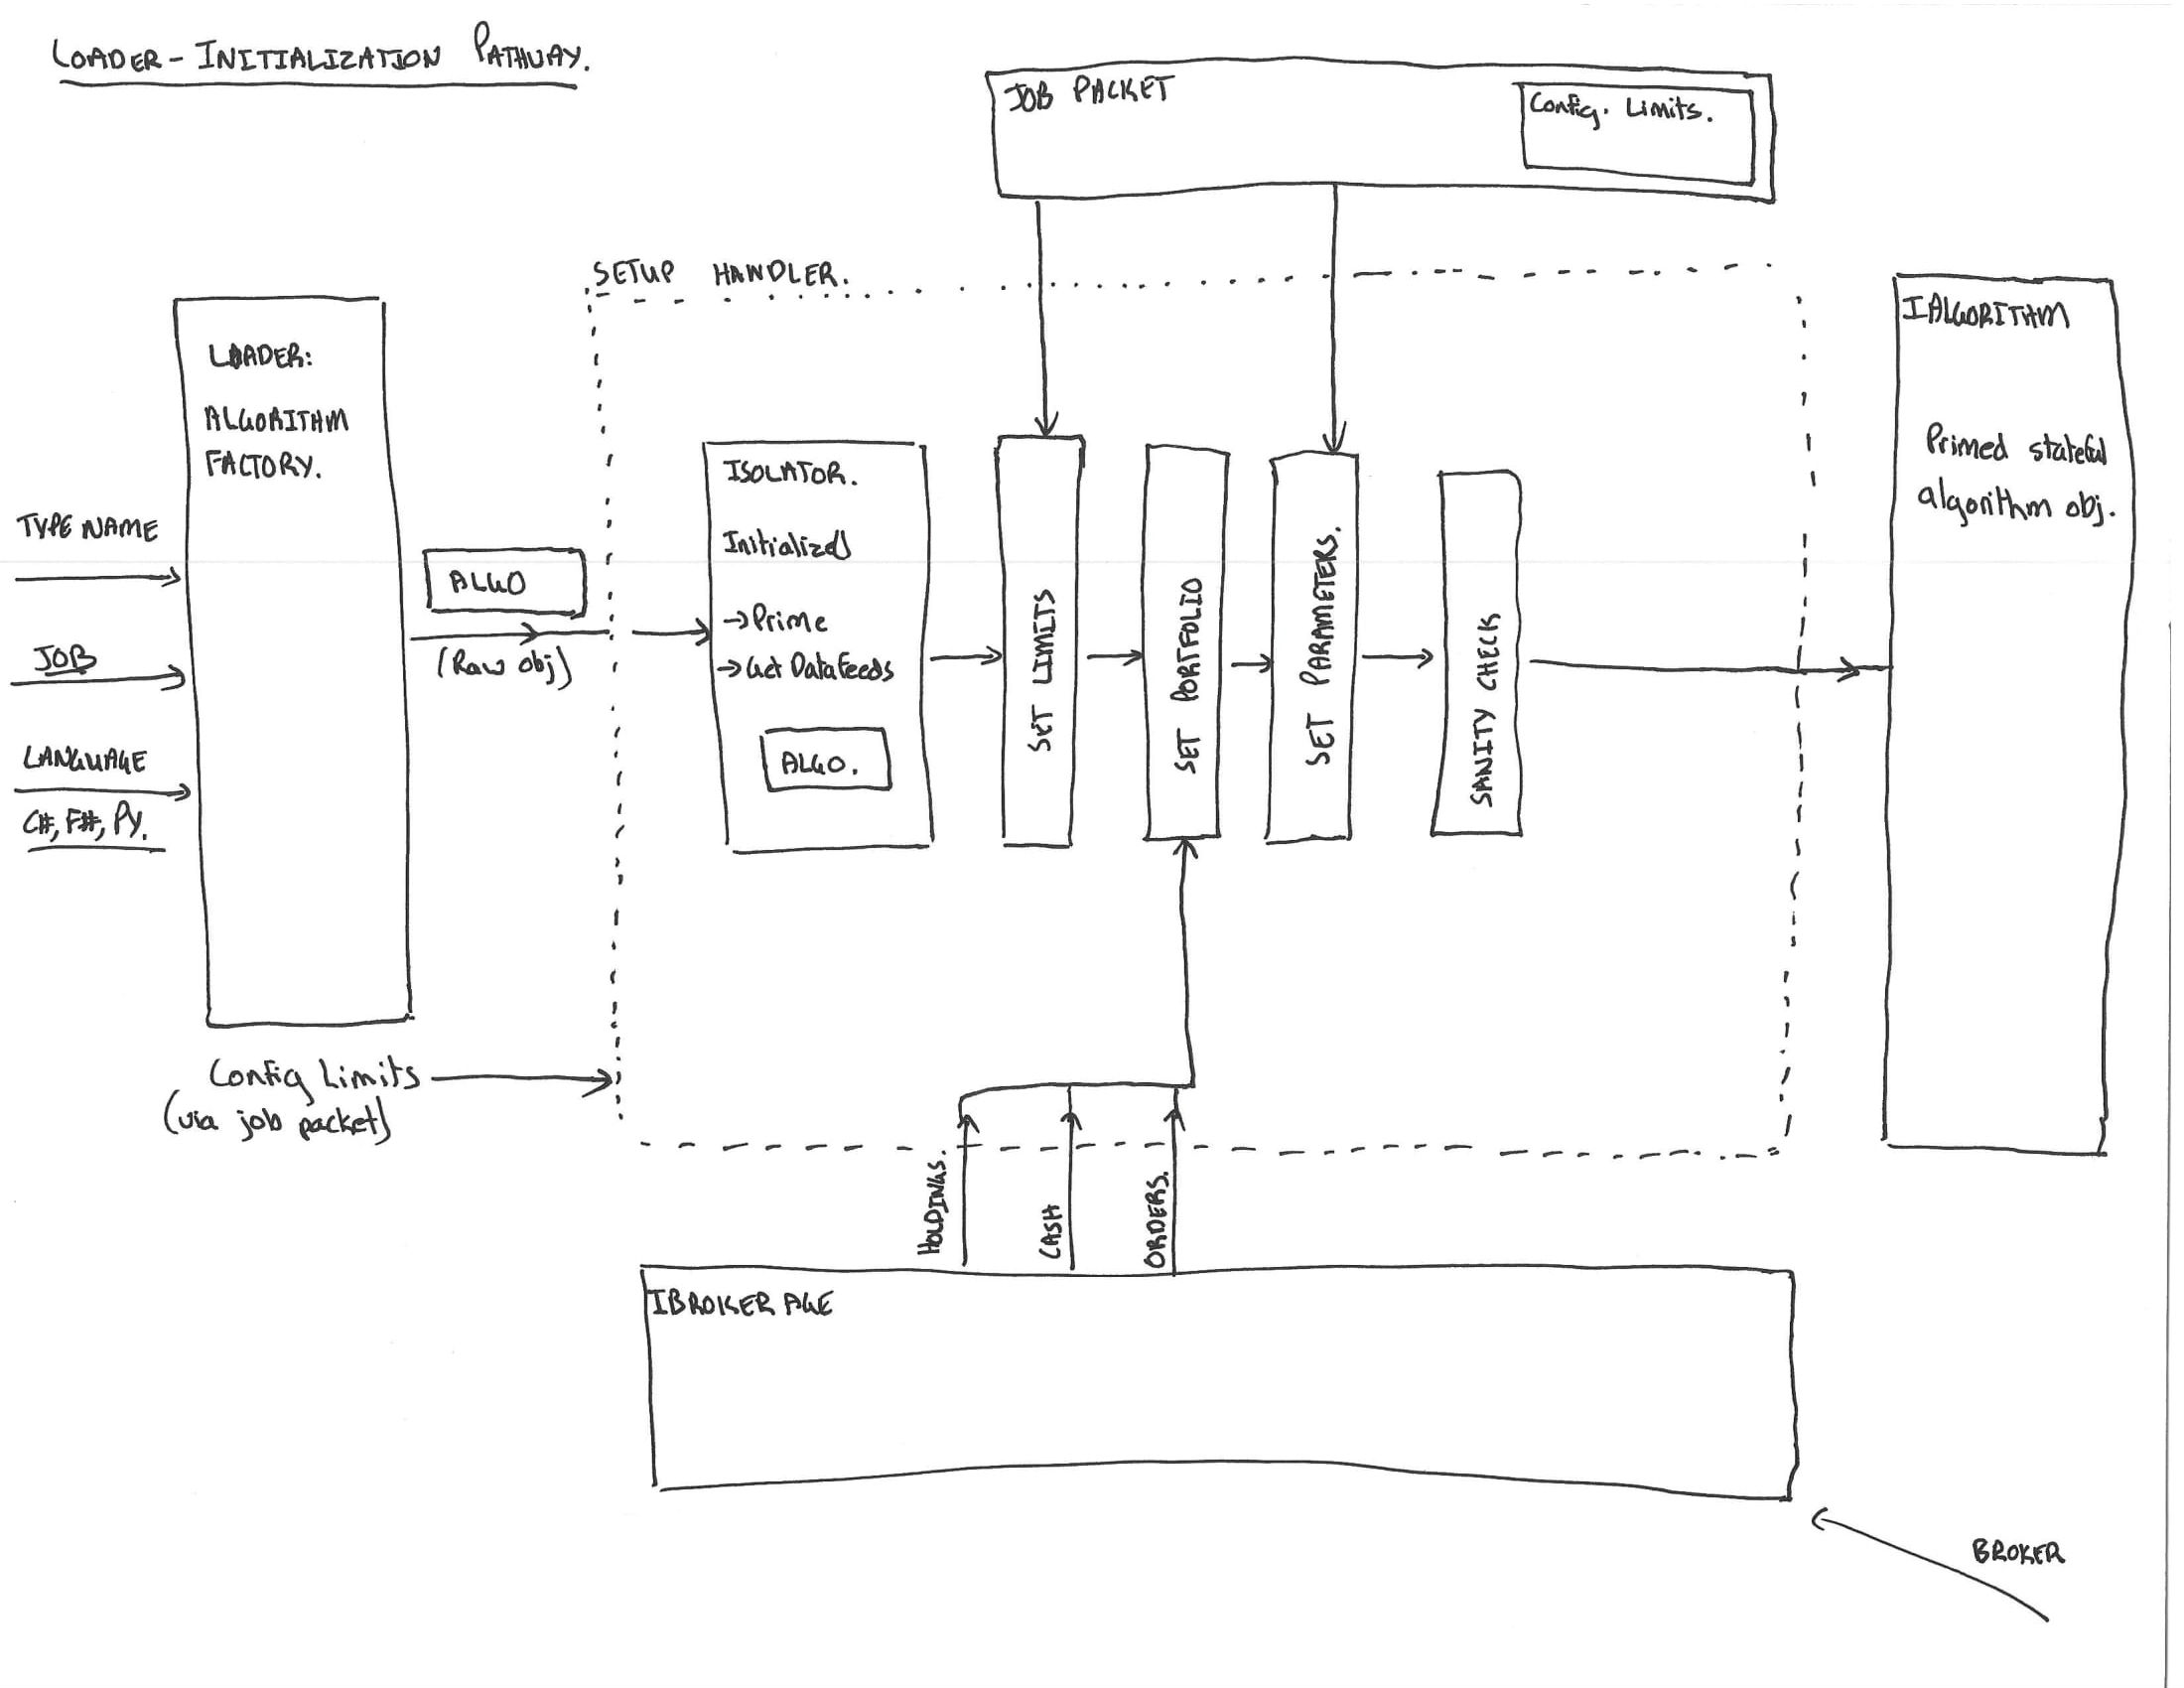 LOADER - INITIALIZATION PATHWAY.
JOB PACKET
Config. Limits.
SETUP HANDLER.
LOADER:
ALGORITHM
FACTORY.
TYPE NAME
JOB
LANGUAGE
C#, F#, PY.
ALGO
(Raw obj)
ISOLATOR.
Initialized
→Prime
→Get DataFeeds
ALGO.
SET LIMITS
SET PORTFOLIO
SET PARAMETERS.
SANITY CHECK
IALGORITHM
Primed stateful
algorithm obj.
Config Limits
(via job packet)
HOLDINGS.
CASH
ORDERS.
IBROKERAGE
BROKER